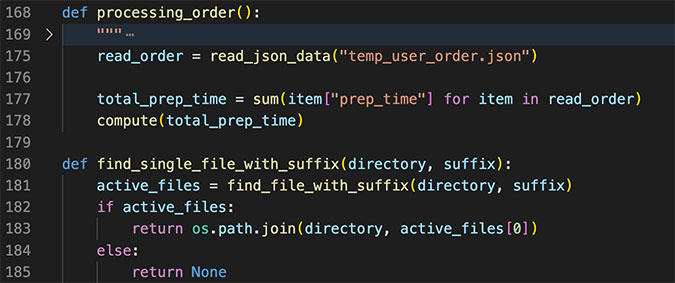 168 def processing_order():
169 > """ …
175 read_order = read_json_data("temp_user_order.json")
176
177 total_prep_time = sum(item["prep_time"] for item in read_order)
178 compute(total_prep_time)
179
180 def find_single_file_with_suffix(directory, suffix):
181 active_files = find_file_with_suffix(directory, suffix)
182 if active_files:
183 return os.path.join(directory, active_files[0])
184 else:
185 return None